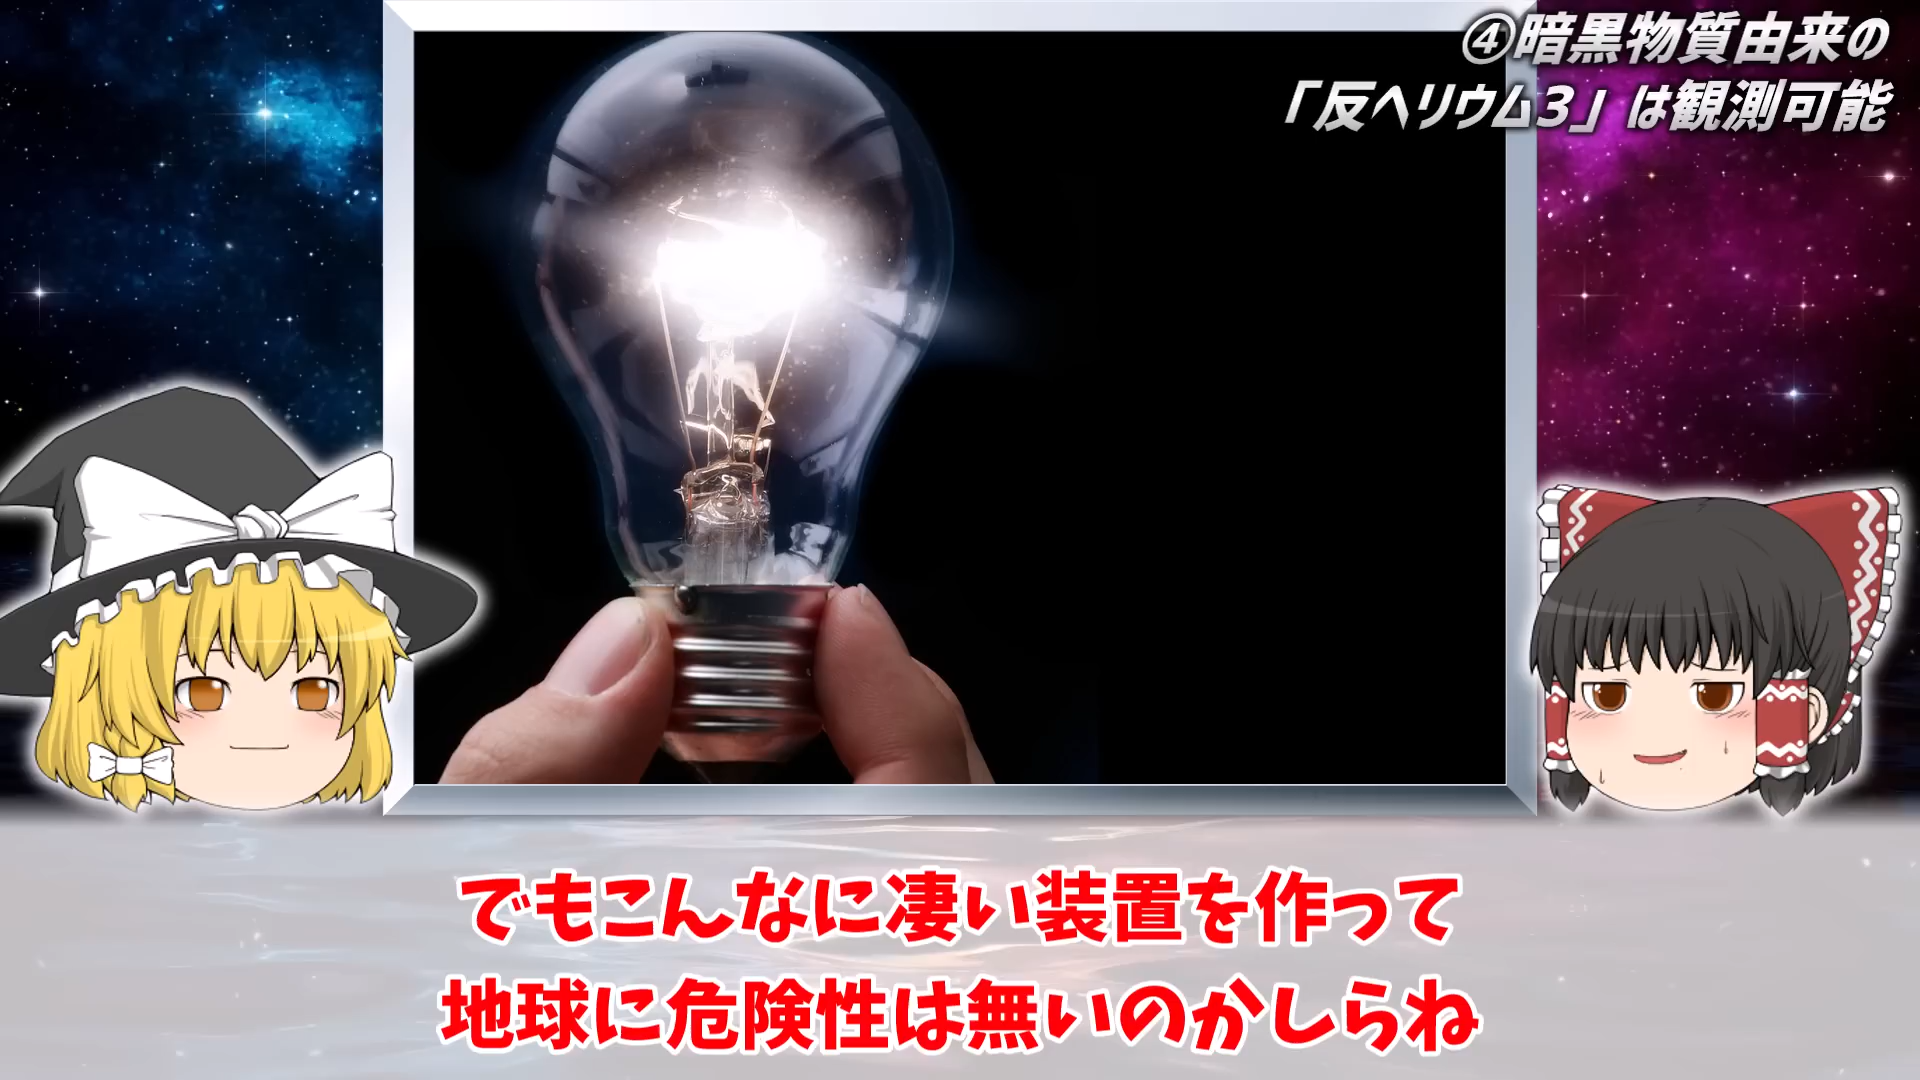 ④暗黒物質由来の
「反ヘリウム3」は観測可能
でもこんなに凄い装置を作って
地球に危険性は無いのかしらね